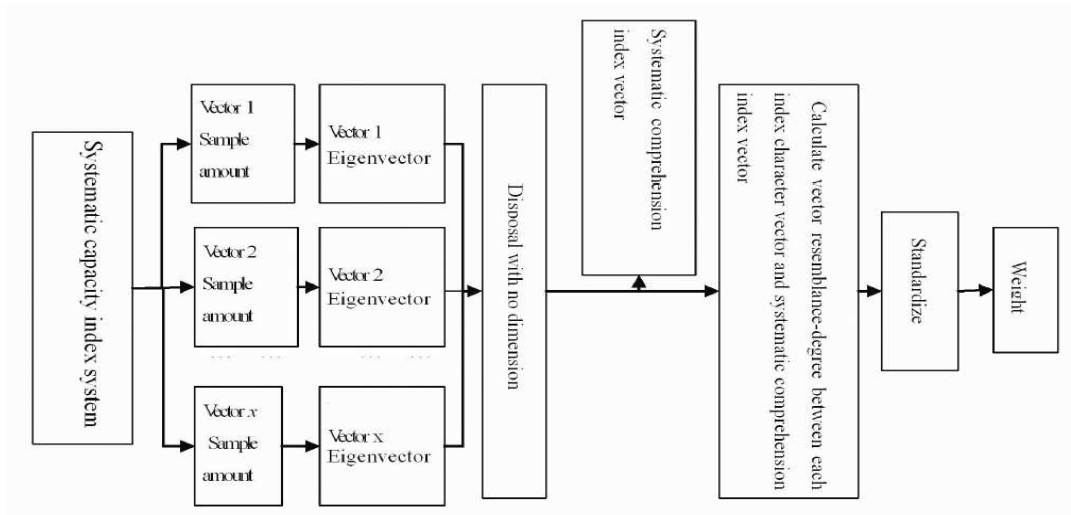 Systematic capacity index system
Vector 1
Sample
amount
Vector 1
Eigenvector
Vector 2
Sample
amount
Vector 2
Eigenvector
... ... ... ...
Vector x
Sample
amount
Vector x
Eigenvector
Disposal with no dimension
Systematic comprehension
index vector
Calculate vector resemblance-degree between each
index character vector and systematic comprehension
index vector
Standardize
Weight